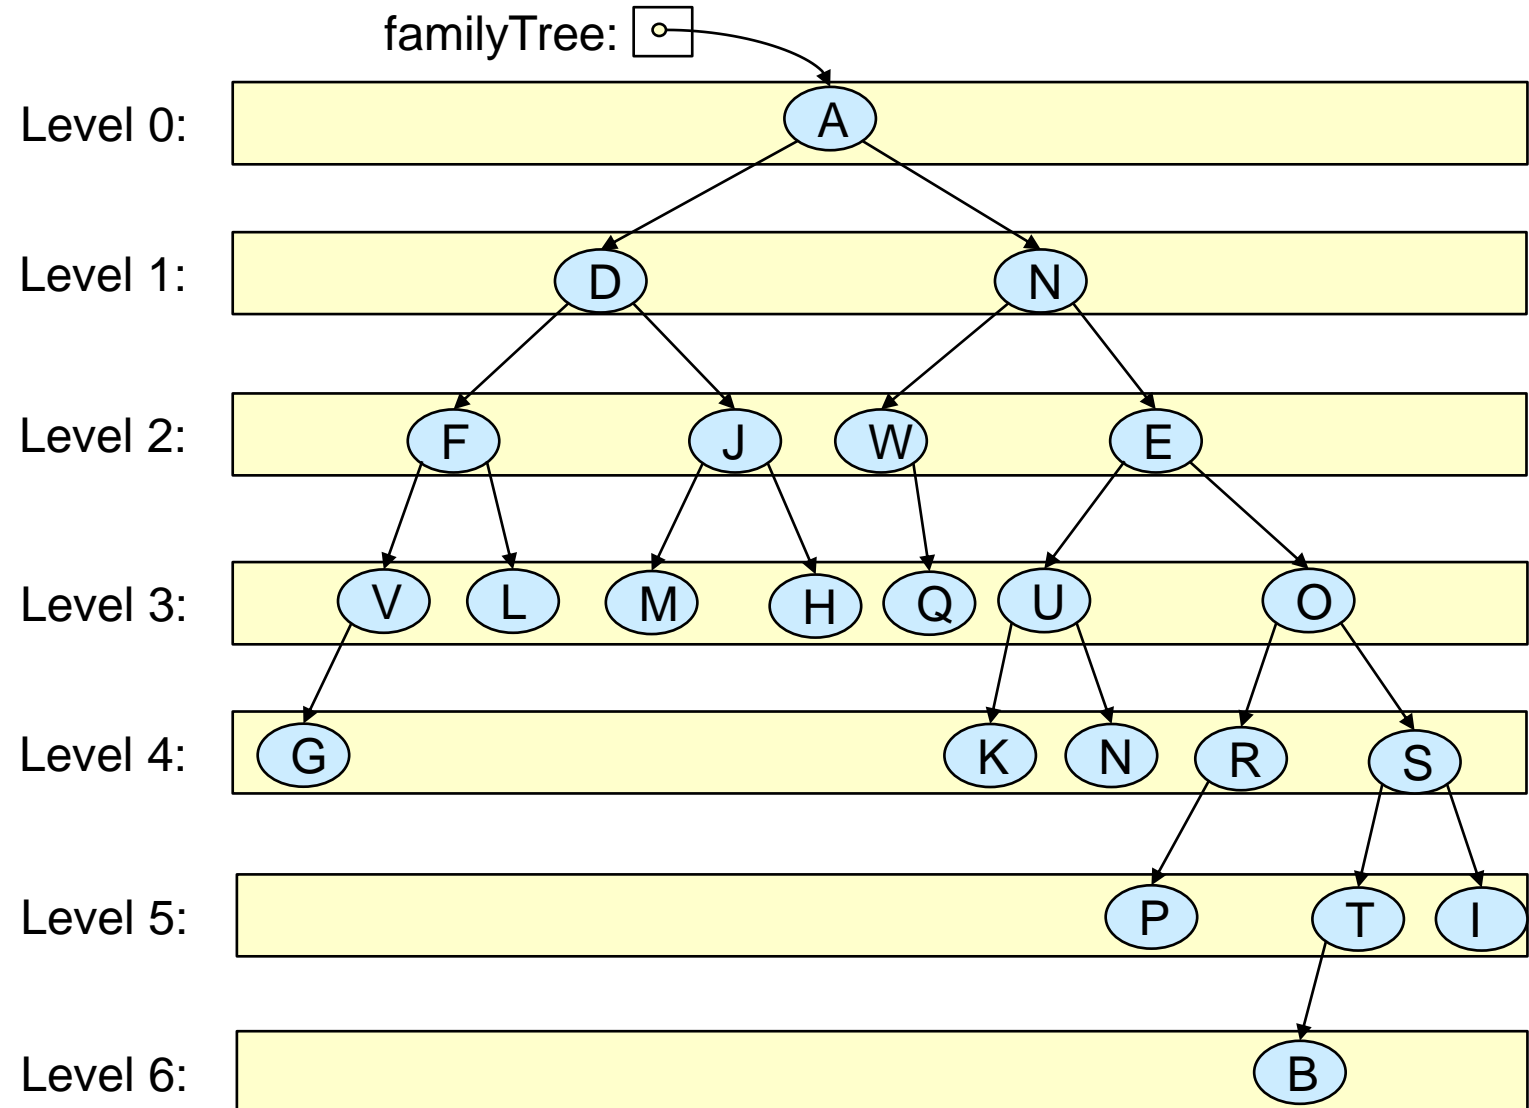 familyTree:
Level 0: A
Level 1: D N
Level 2: F J W E
Level 3: V L M H Q U O
Level 4: G K N R S
Level 5: P T I
Level 6: B